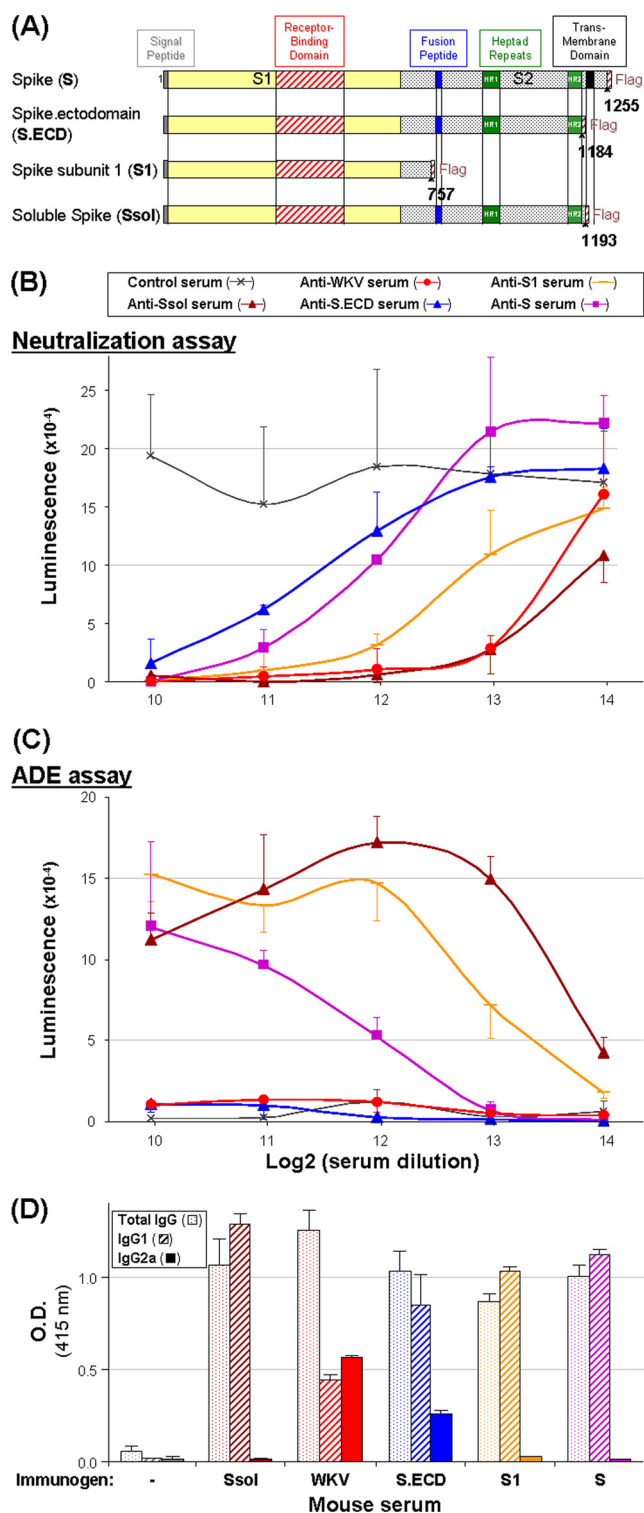 (A)
Signal Peptide
Receptor-Binding Domain
Fusion Peptide
Heptad Repeats
Trans-Membrane Domain
Spike (S)
1
S1
HR1
S2
HR2
Flag
1255
Spike.ectodomain (S.ECD)
HR1
HR2
Flag
1184
Spike subunit 1 (S1)
Flag
757
Soluble Spike (Ssol)
HR1
HR2
Flag
1193
(B)
Control serum (—×—) Anti-WKV serum (—●—) Anti-S1 serum (—)
Anti-Ssol serum (—▲—) Anti-S.ECD serum (—▲—) Anti-S serum (—■—)
Neutralization assay
Luminescence (x10⁻⁴)
25
20
15
10
5
0
10 11 12 13 14
(C)
ADE assay
Luminescence (x10⁻⁴)
20
15
10
5
0
10 11 12 13 14
Log2 (serum dilution)
(D)
Total IgG
IgG1
IgG2a
O.D.
(415 nm)
1.0
0.5
0.0
Immunogen: - Ssol WKV S.ECD S1 S
Mouse serum